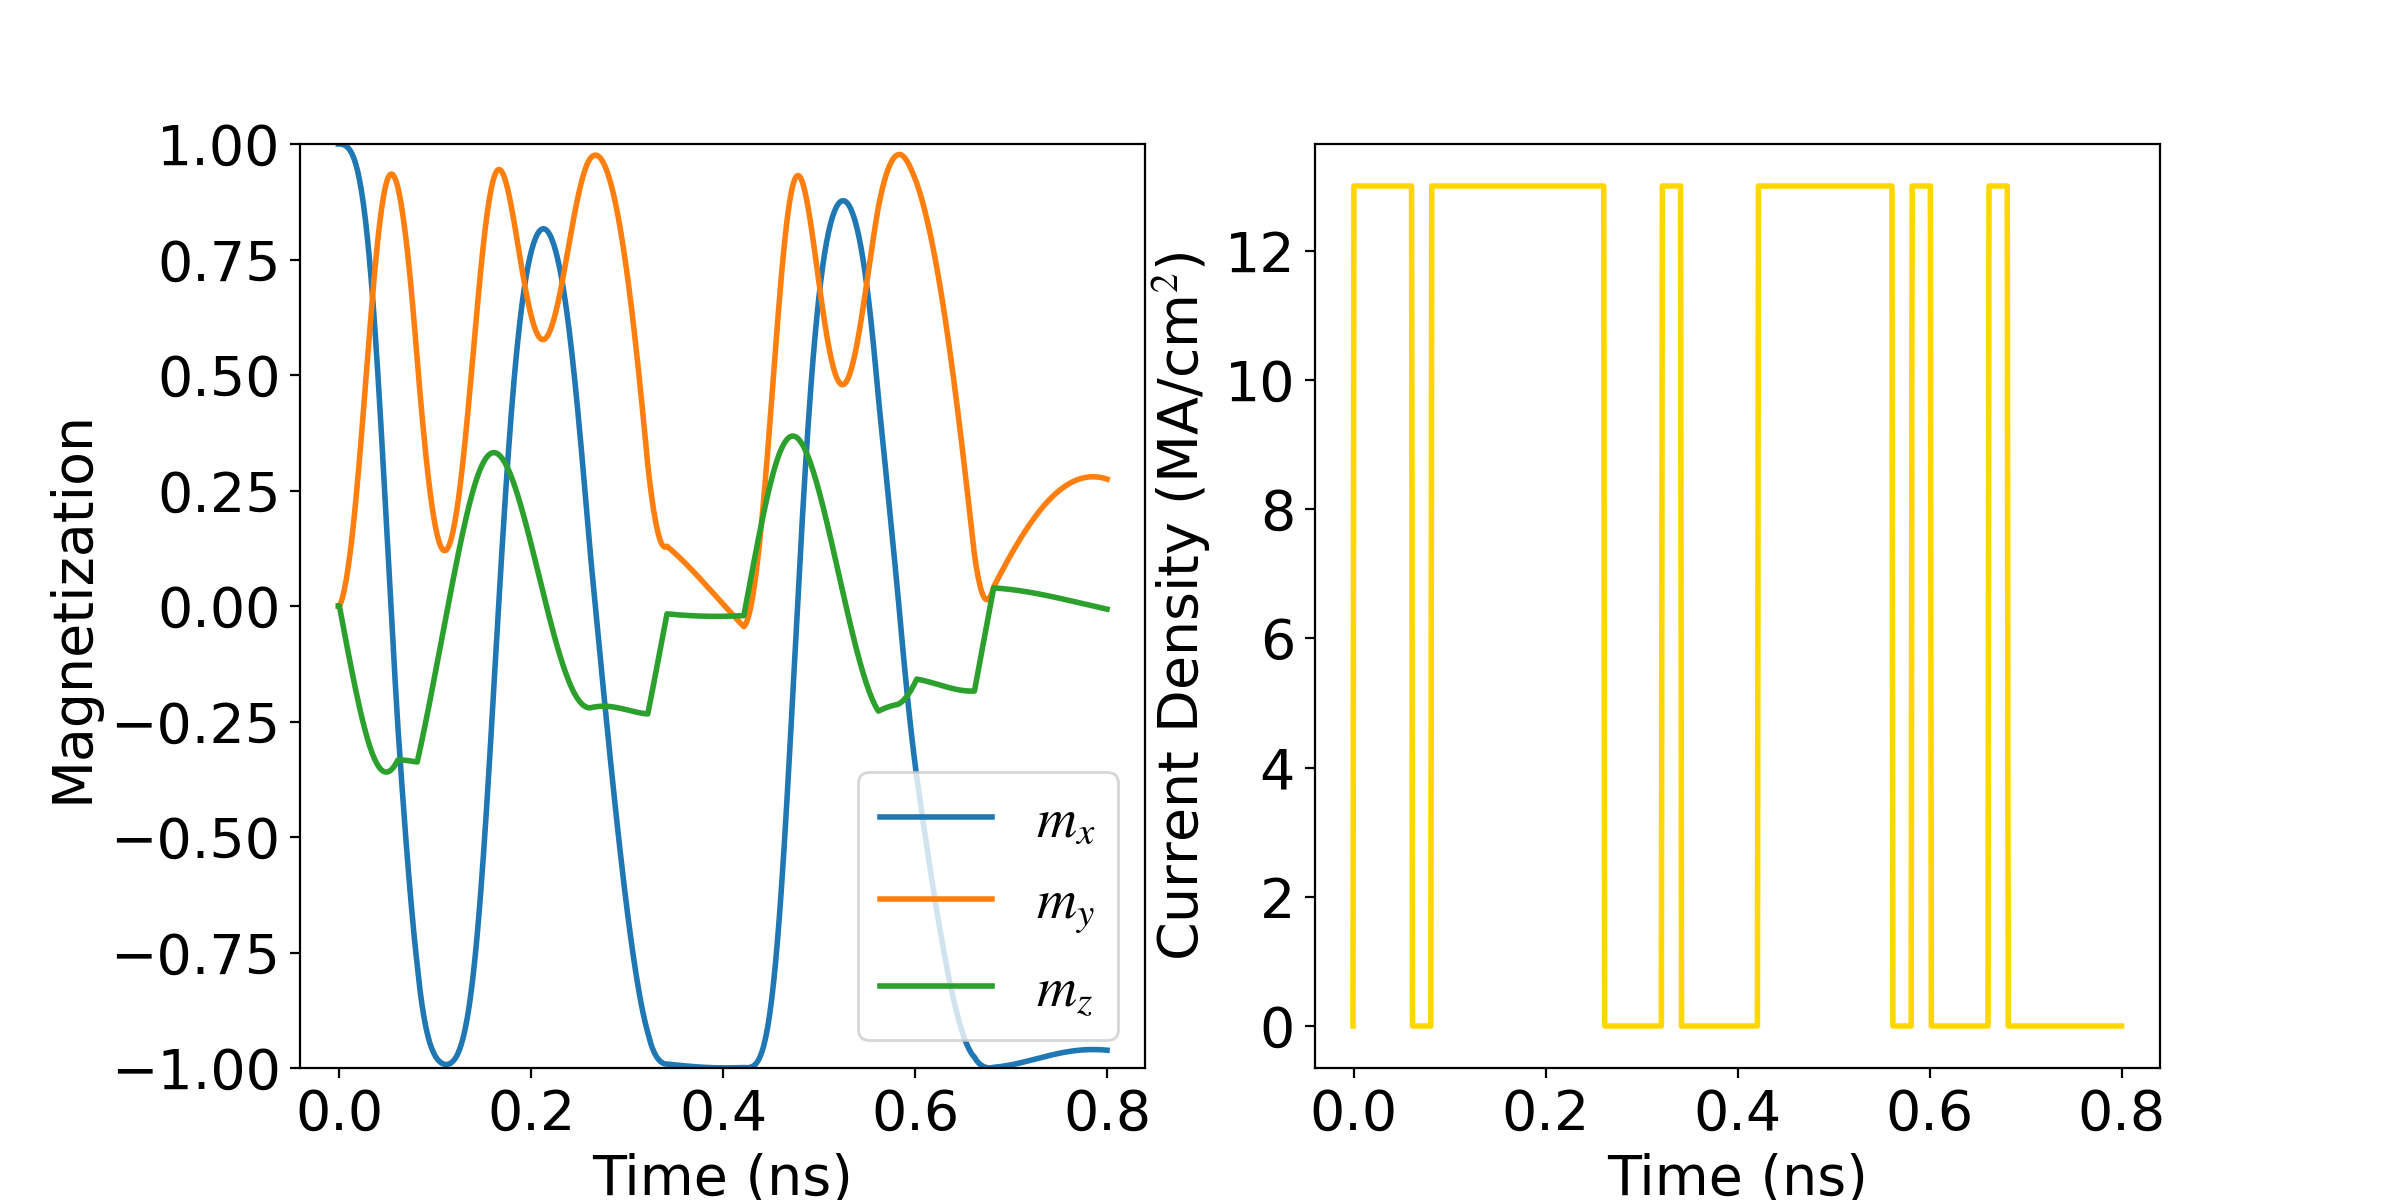 1.00
0.75
0.50
0.25
0.00
−0.25
−0.50
−0.75
−1.00
Magnetization
0.0 0.2 0.4 0.6 0.8
Time (ns)
m_x
m_y
m_z
12
10
8
6
4
2
0
Current Density (MA/cm²)
0.0 0.2 0.4 0.6 0.8
Time (ns)